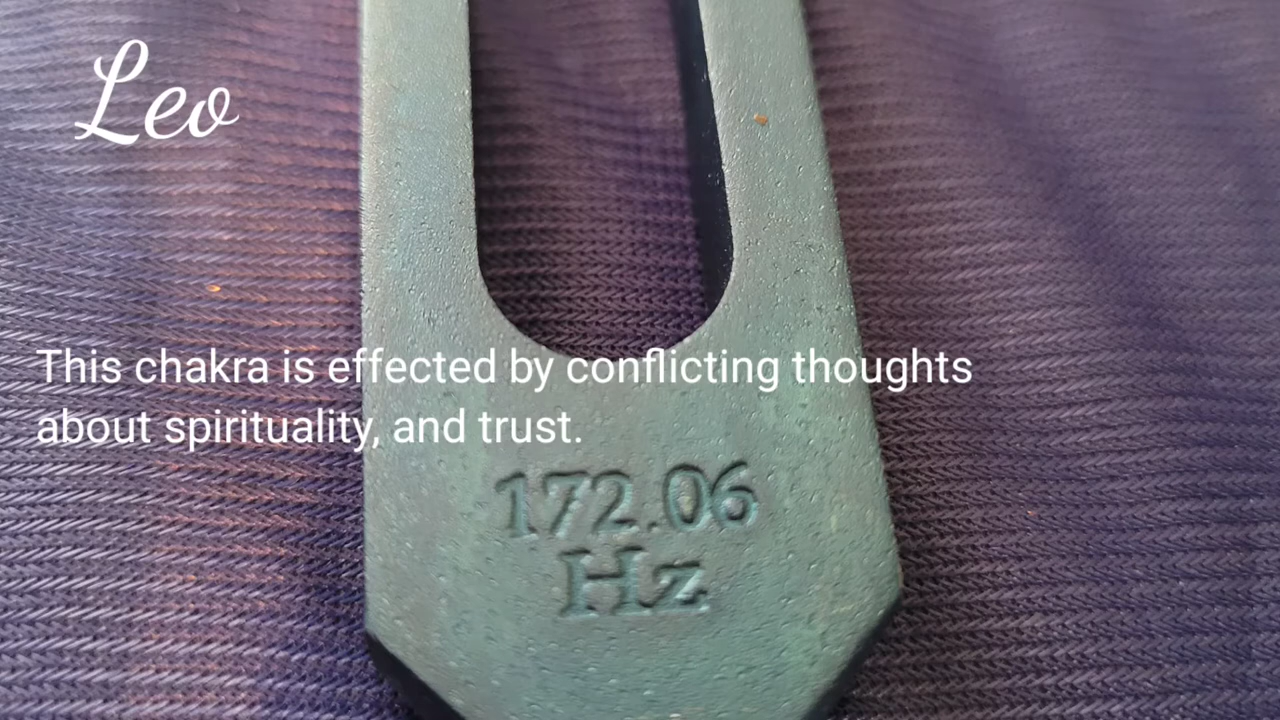 Leo
This chakra is effected by conflicting thoughts
about spirituality, and trust.
172.06
Hz